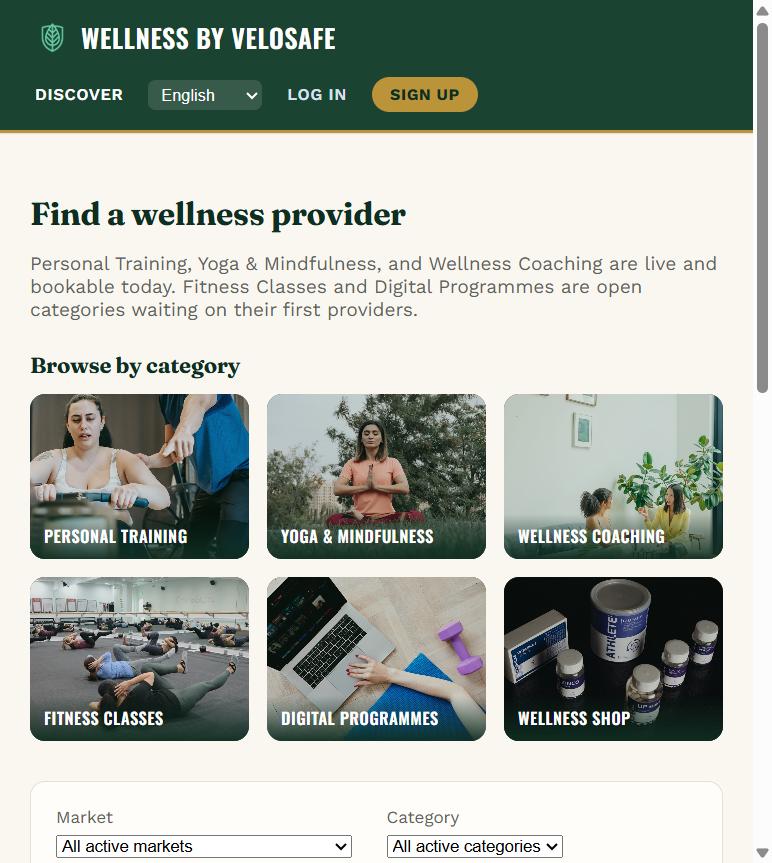 WELLNESS BY VELOSAFE
DISCOVER
English
LOG IN
SIGN UP
Find a wellness provider
Personal Training, Yoga & Mindfulness, and Wellness Coaching are live and
bookable today. Fitness Classes and Digital Programmes are open
categories waiting on their first providers.
Browse by category
PERSONAL TRAINING
YOGA & MINDFULNESS
WELLNESS COACHING
FITNESS CLASSES
DIGITAL PROGRAMMES
ATHLETE
WELLNESS SHOP
Market
Category
All active markets
All active categories